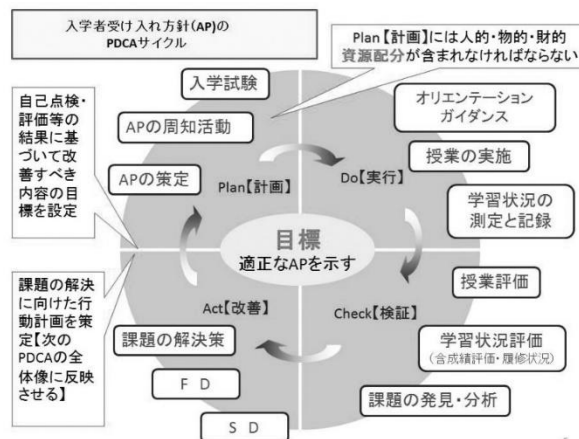 入学者受け入れ方針(AP)の
PDCAサイクル
Plan【計画】には人的・物的・財的
資源配分が含まれなければならない
自己点検・
評価等の
結果に基
づいて改
善すべき
内容の目
標を設定
入学試験
APの周知活動
APの策定
Plan【計画】
オリエンテーション
ガイダンス
授業の実施
Do【実行】
学習状況の
測定と記録
目標
適正なAPを示す
課題の解決
に向けた行
動計画を策
定【次の
PDCAの全
体像に反映
させる】
Act【改善】
課題の解決策
F D
S D
Check【検証】
授業評価
学習状況評価
(含成績評価・履修状況)
課題の発見・分析